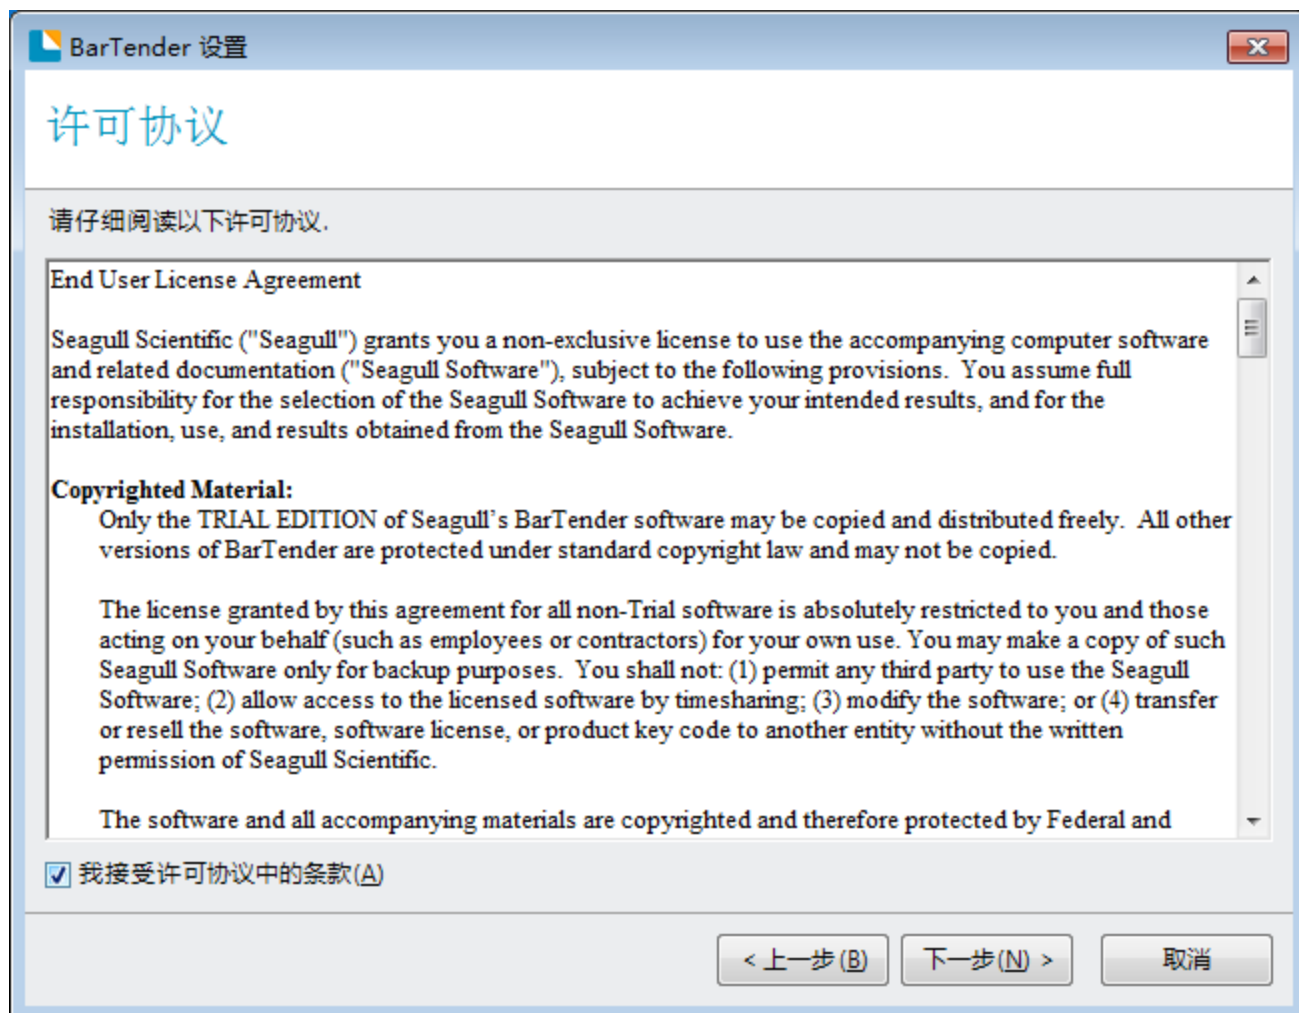 BarTender 设置
许可协议
请仔细阅读以下许可协议.
End User License Agreement
Seagull Scientific ("Seagull") grants you a non-exclusive license to use the accompanying computer software
and related documentation ("Seagull Software"), subject to the following provisions.  You assume full
responsibility for the selection of the Seagull Software to achieve your intended results, and for the
installation, use, and results obtained from the Seagull Software.
Copyrighted Material:
Only the TRIAL EDITION of Seagull’s BarTender software may be copied and distributed freely.  All other
versions of BarTender are protected under standard copyright law and may not be copied.
The license granted by this agreement for all non-Trial software is absolutely restricted to you and those
acting on your behalf (such as employees or contractors) for your own use. You may make a copy of such
Seagull Software only for backup purposes.  You shall not: (1) permit any third party to use the Seagull
Software; (2) allow access to the licensed software by timesharing; (3) modify the software; or (4) transfer
or resell the software, software license, or product key code to another entity without the written
permission of Seagull Scientific.
The software and all accompanying materials are copyrighted and therefore protected by Federal and
我接受许可协议中的条款(A)
< 上一步(B) 下一步(N) > 取消